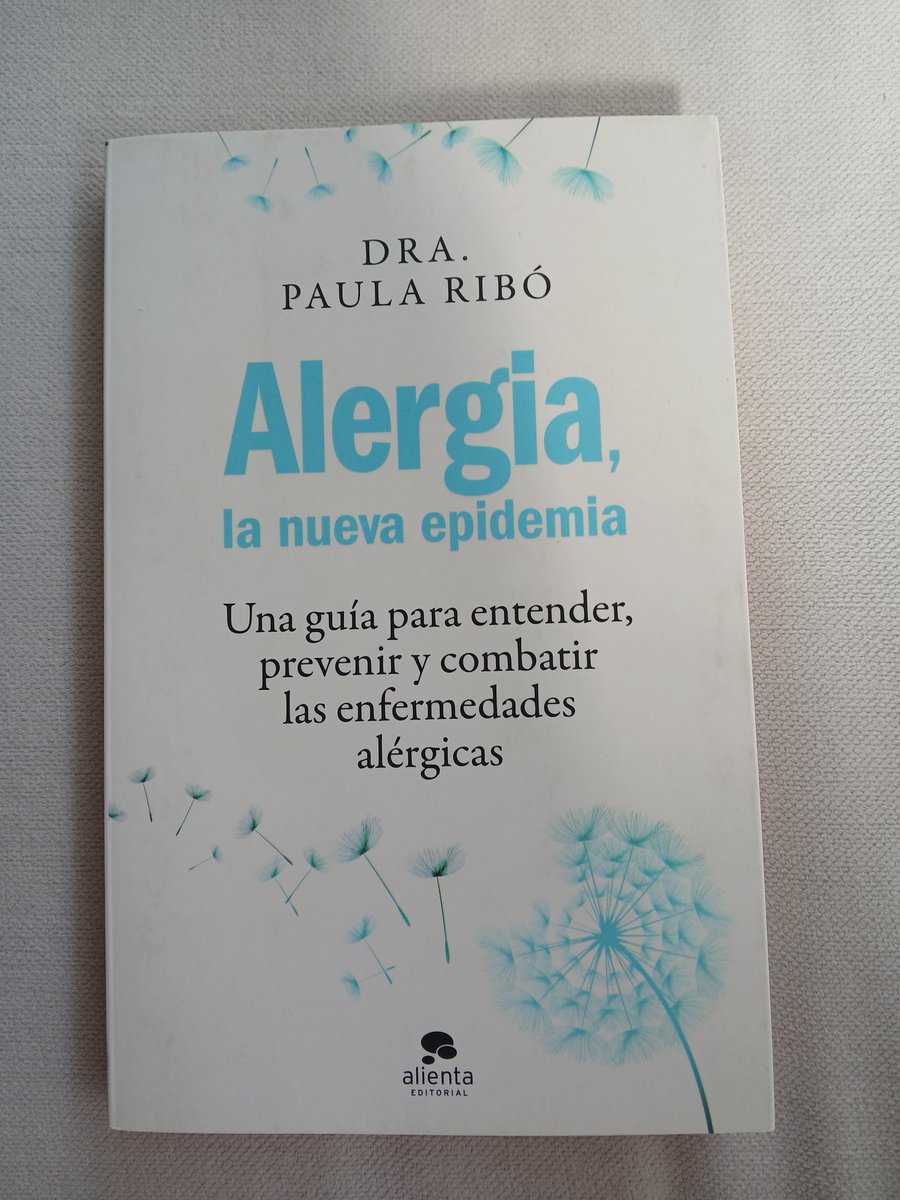 DRA.
PAULA RIBÓ
Alergia,
la nueva epidemia
Una guía para entender,
prevenir y combatir
las enfermedades
alérgicas
alienta
EDITORIAL